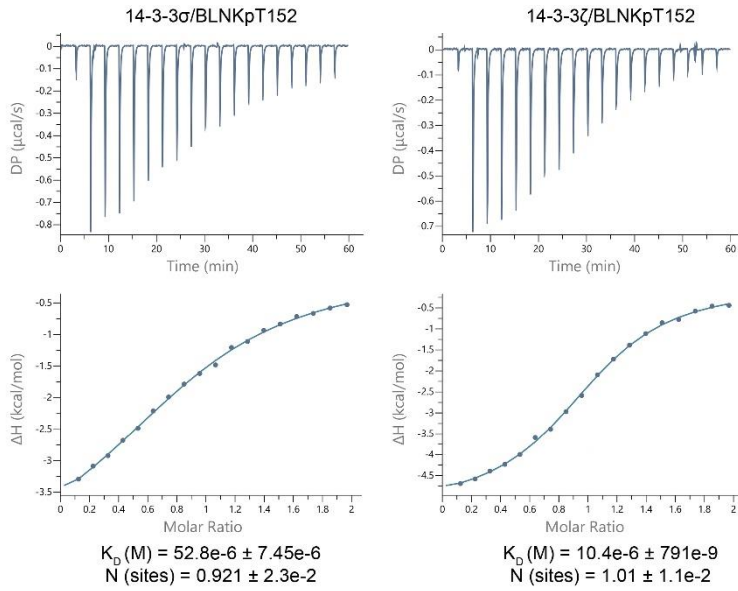 14-3-3σ/BLNKpT152
0
-0.1
-0.2
-0.3
-0.4
-0.5
-0.6
-0.7
-0.8
DP (µcal/s)
0 10 20 30 40 50 60
Time (min)
-0.5
-1
-1.5
-2
-2.5
-3
-3.5
ΔH (kcal/mol)
0 0.2 0.4 0.6 0.8 1 1.2 1.4 1.6 1.8 2
Molar Ratio
K_D (M) = 52.8e-6 ± 7.45e-6
N (sites) = 0.921 ± 2.3e-2
14-3-3ζ/BLNKpT152
0
-0.1
-0.2
-0.3
-0.4
-0.5
-0.6
0.7
DP (µcal/s)
0 10 20 30 40 50 60
Time (min)
-0.5
-1
-1.5
-2
-2.5
-3
-3.5
-4
-4.5
ΔH (kcal/mol)
0 0.2 0.4 0.6 0.8 1 1.2 1.4 1.6 1.8 2
Molar Ratio
K_D (M) = 10.4e-6 ± 791e-9
N (sites) = 1.01 ± 1.1e-2